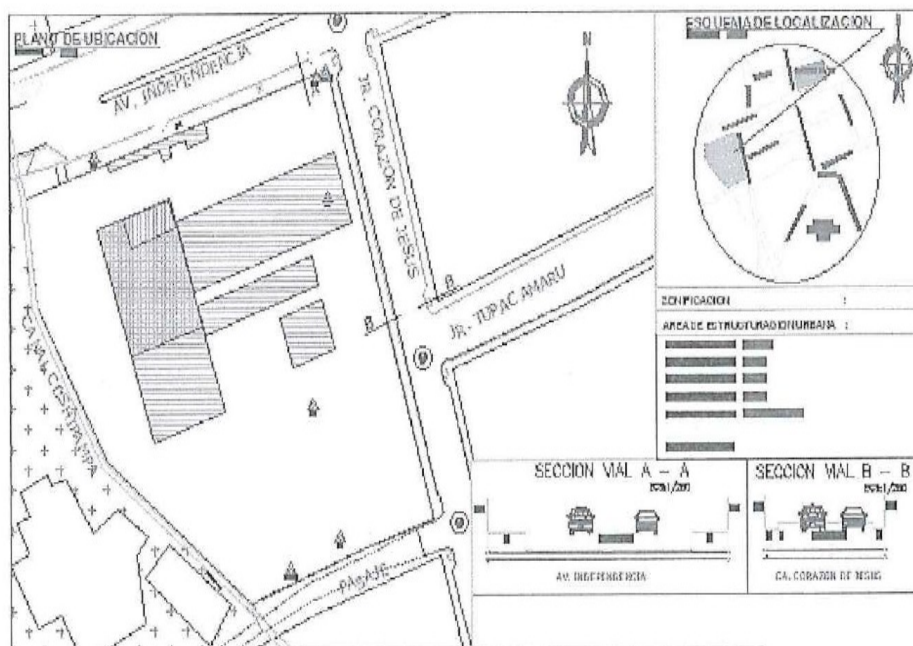 PLANO DE UBICACION
AV. INDEPENDENCIA
JR. CORAZON DE JESUS
JR. TUPAC AMARU
PASAJE
N
A
B
B
ESQUEMA DE LOCALIZACION
N
ZONIFICACION :
AREA DE ESTRUCTURACION URBANA :
SECCION VIAL A - A
AV. INDEPENDENCIA
SECCION VIAL B - B
CA. CORAZON DE JESUS